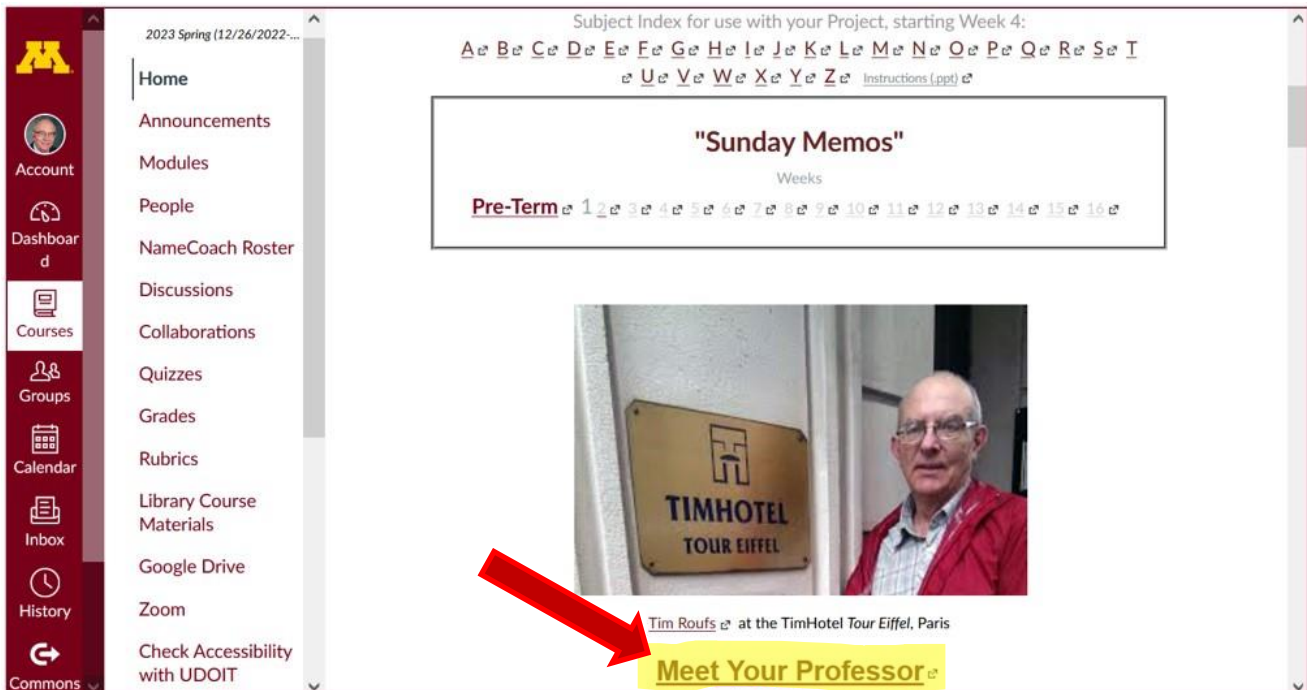 M
Account
Dashboar
d
Courses
Groups
Calendar
Inbox
History
Commons
2023 Spring (12/26/2022-...
Home
Announcements
Modules
People
NameCoach Roster
Discussions
Collaborations
Quizzes
Grades
Rubrics
Library Course
Materials
Google Drive
Zoom
Check Accessibility
with UDOIT
Subject Index for use with your Project, starting Week 4:
A B C D E F G H I J K L M N O P Q R S T
U V W X Y Z Instructions (.ppt)
"Sunday Memos"
Weeks
Pre-Term 1 2 3 4 5 6 7 8 9 10 11 12 13 14 15 16
TIMHOTEL
TOUR EIFFEL
Tim Roufs at the TimHotel Tour Eiffel, Paris
Meet Your Professor